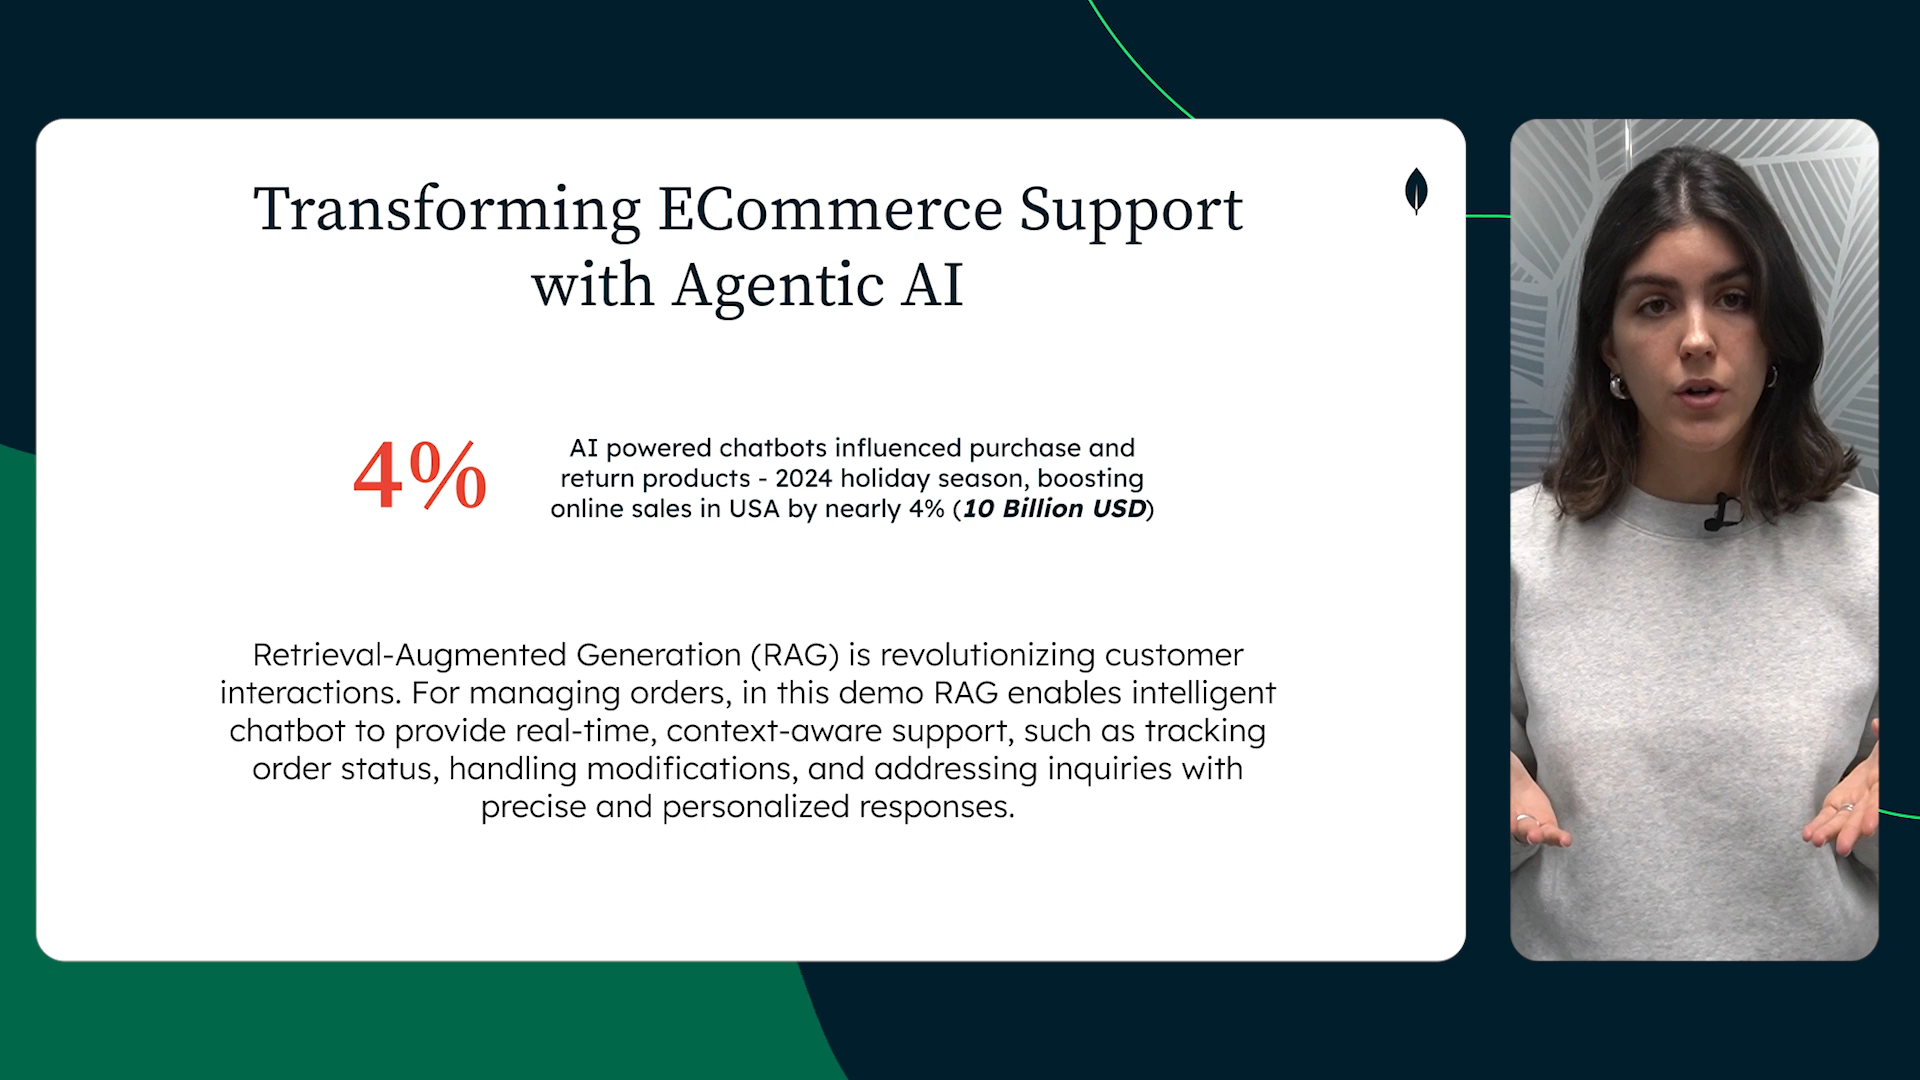 Transforming ECommerce Support
with Agentic AI
4%
AI powered chatbots influenced purchase and
return products - 2024 holiday season, boosting
online sales in USA by nearly 4% (10 Billion USD)
Retrieval-Augmented Generation (RAG) is revolutionizing customer
interactions. For managing orders, in this demo RAG enables intelligent
chatbot to provide real-time, context-aware support, such as tracking
order status, handling modifications, and addressing inquiries with
precise and personalized responses.